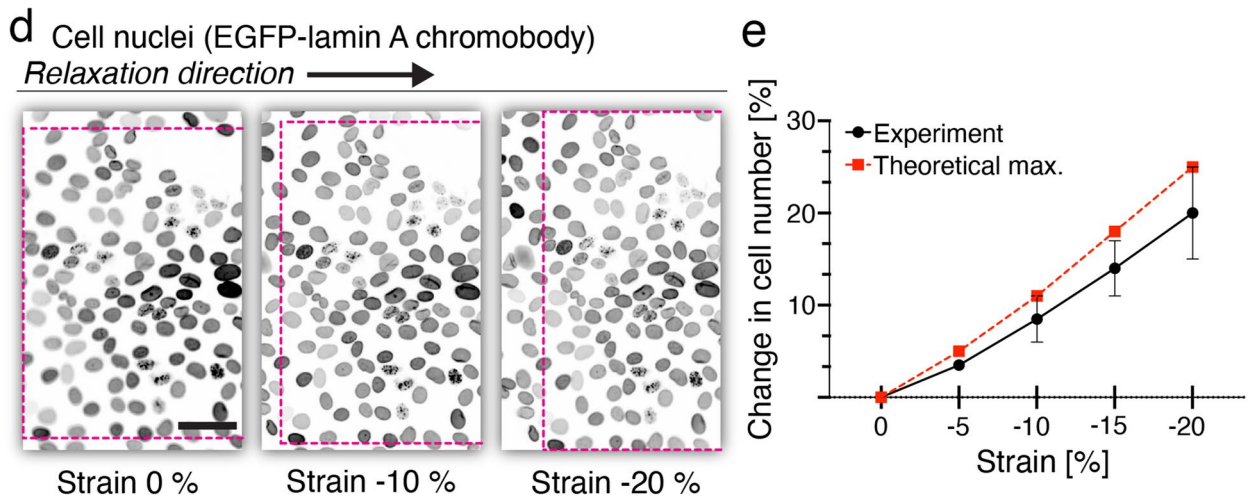 d
Cell nuclei (EGFP-lamin A chromobody)
Relaxation direction
Strain 0 %
Strain -10 %
Strain -20 %
e
Change in cell number [%]
30
20
10
Experiment
Theoretical max.
0
-5
-10
-15
-20
Strain [%]